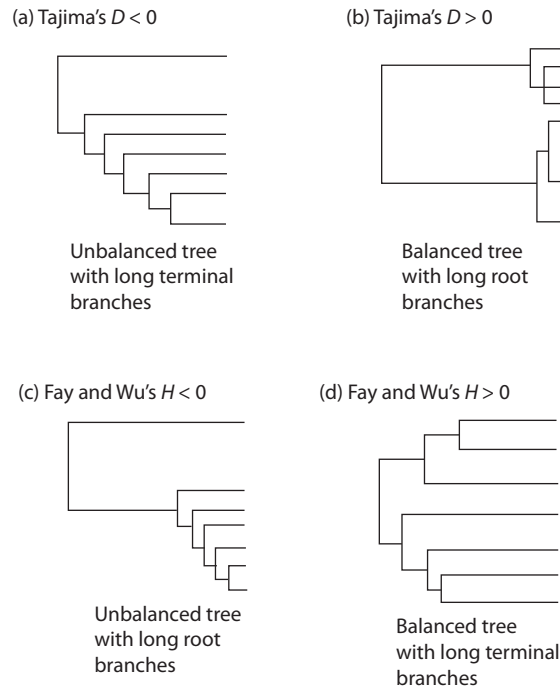 (a) Tajima's D < 0
(b) Tajima's D > 0
Unbalanced tree
with long terminal
branches
Balanced tree
with long root
branches
(c) Fay and Wu's H < 0
(d) Fay and Wu's H > 0
Unbalanced tree
with long root
branches
Balanced tree
with long terminal
branches